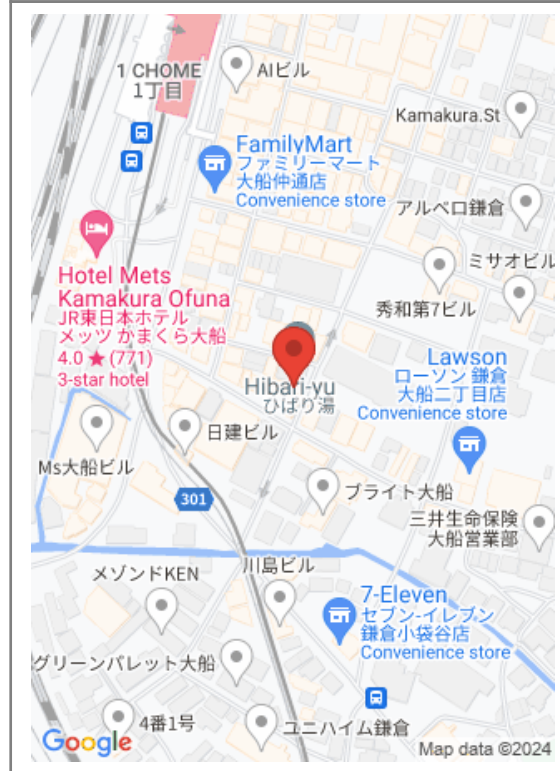 1 CHOME
1丁目
AIビル
Kamakura.St
FamilyMart
ファミリーマート
大船仲通店
Convenience store
アルベロ鎌倉
ミサオビル
Hotel Mets
Kamakura Ofuna
JR東日本ホテル
メッツ かまくら大船
4.0 ★ (771)
3-star hotel
秀和第7ビル
Lawson
ローソン 鎌倉
大船二丁目店
Convenience store
Hibari-yu
ひばり湯
日建ビル
Ms大船ビル
301
ブライト大船
三井生命保険
大船営業部
メゾンドKEN
川島ビル
7-Eleven
セブン-イレブン
鎌倉小袋谷店
Convenience store
グリーンパレット大船
4番1号
ユニハイム鎌倉
Google
Map data ©2024